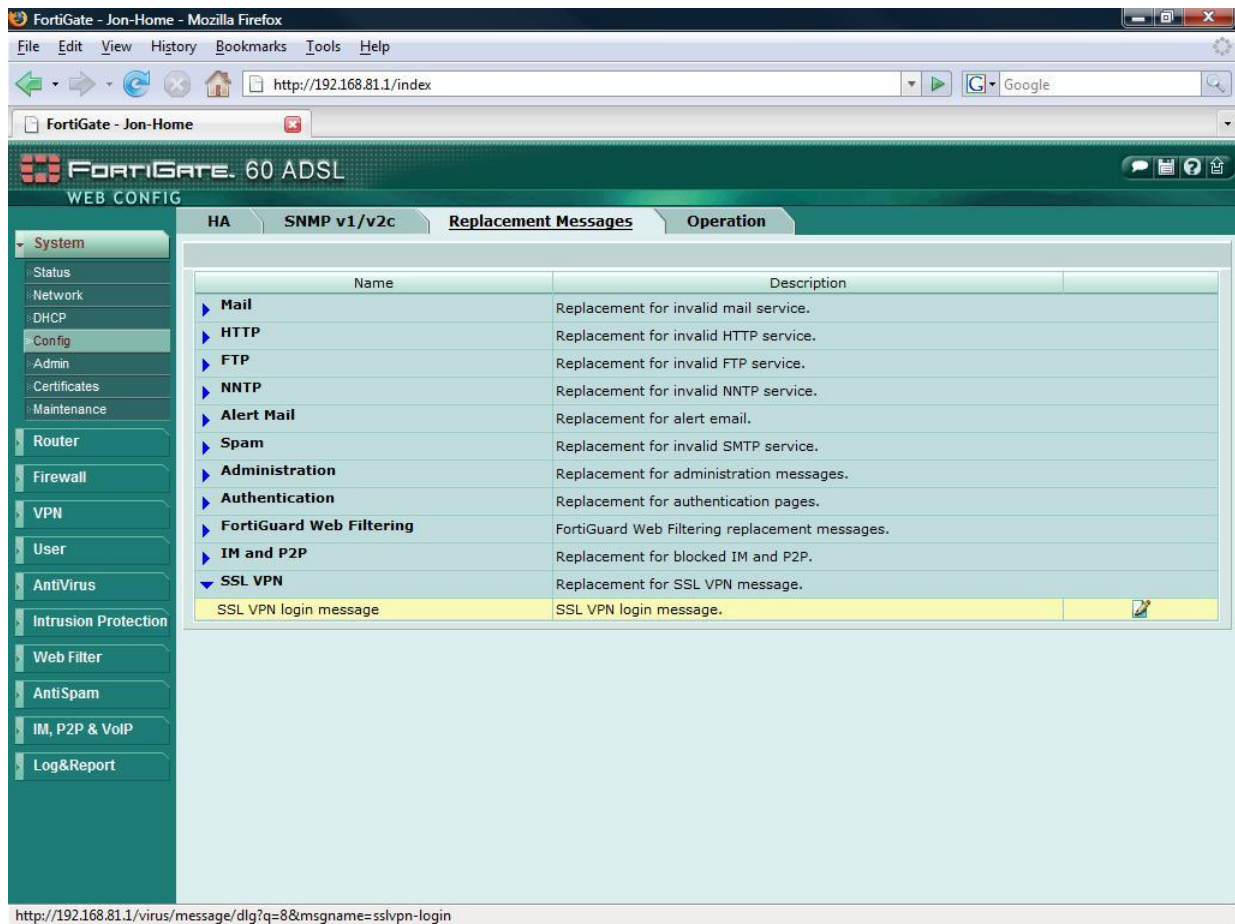 FortiGate - Jon-Home - Mozilla Firefox
File Edit View History Bookmarks Tools Help
http://192.168.81.1/index
G Google
FortiGate - Jon-Home
FORTIGATE. 60 ADSL
WEB CONFIG
HA SNMP v1/v2c Replacement Messages Operation
System
Status
Network
DHCP
Config
Admin
Certificates
Maintenance
Router
Firewall
VPN
User
AntiVirus
Intrusion Protection
Web Filter
AntiSpam
IM, P2P & VoIP
Log&Report
Name Description
Mail Replacement for invalid mail service.
HTTP Replacement for invalid HTTP service.
FTP Replacement for invalid FTP service.
NNTP Replacement for invalid NNTP service.
Alert Mail Replacement for alert email.
Spam Replacement for invalid SMTP service.
Administration Replacement for administration messages.
Authentication Replacement for authentication pages.
FortiGuard Web Filtering FortiGuard Web Filtering replacement messages.
IM and P2P Replacement for blocked IM and P2P.
SSL VPN Replacement for SSL VPN message.
SSL VPN login message SSL VPN login message.
http://192.168.81.1/virus/message/dlg?q=8&msgname=sslvpn-login